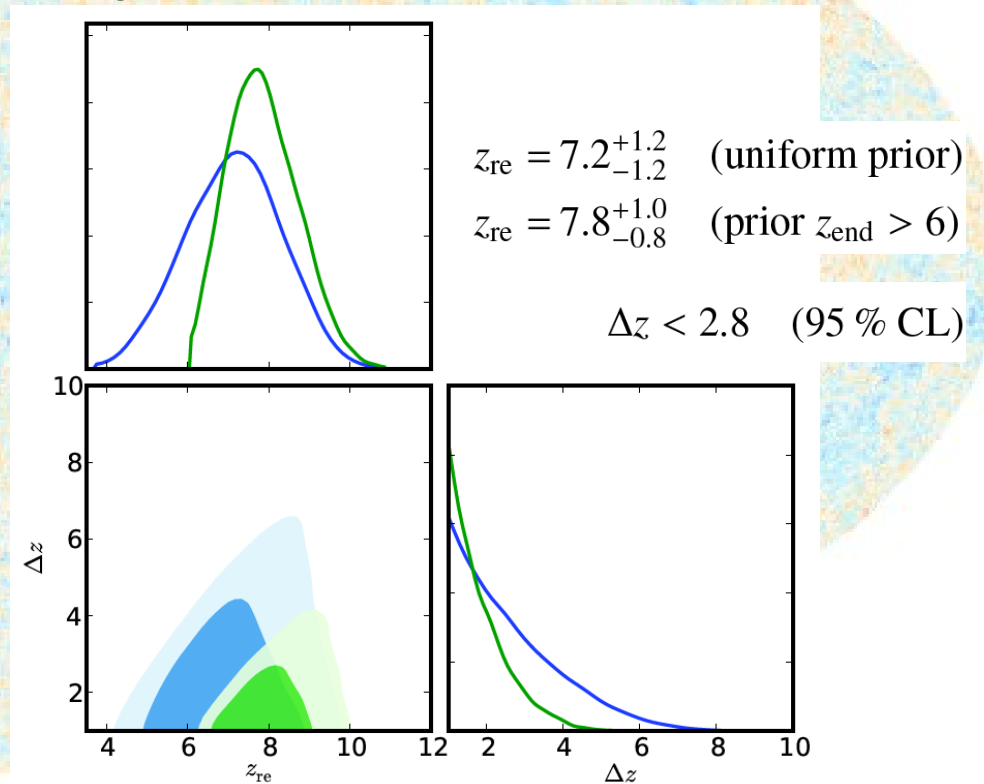 z_re = 7.2^{+1.2}_{-1.2} (uniform prior)
z_re = 7.8^{+1.0}_{-0.8} (prior z_end > 6)
Δz < 2.8 (95 % CL)
10
8
6
4
2
Δz
4 6 8 10 12
z_re
2 4 6 8 10
Δz